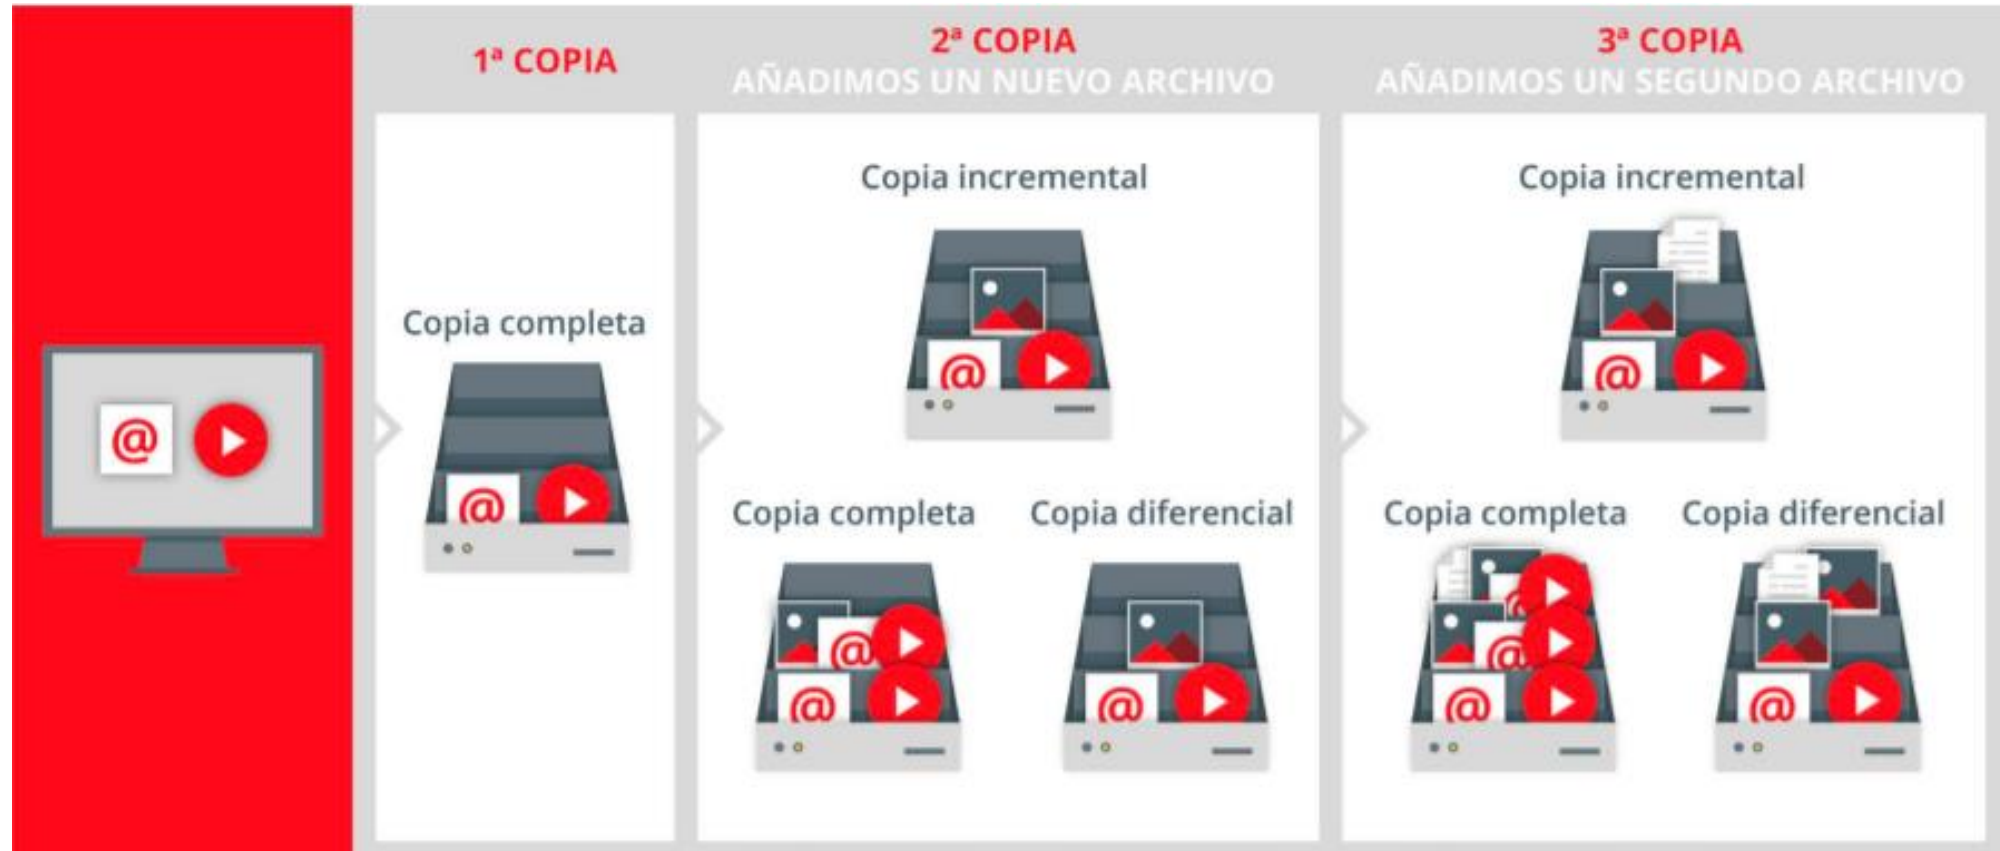 1ª COPIA
2ª COPIA
AÑADIMOS UN NUEVO ARCHIVO
3ª COPIA
AÑADIMOS UN SEGUNDO ARCHIVO
Copia completa
@
@
Copia incremental
@
Copia completa
@
@
Copia diferencial
@
Copia incremental
@
Copia completa
@
@
@
Copia diferencial
@